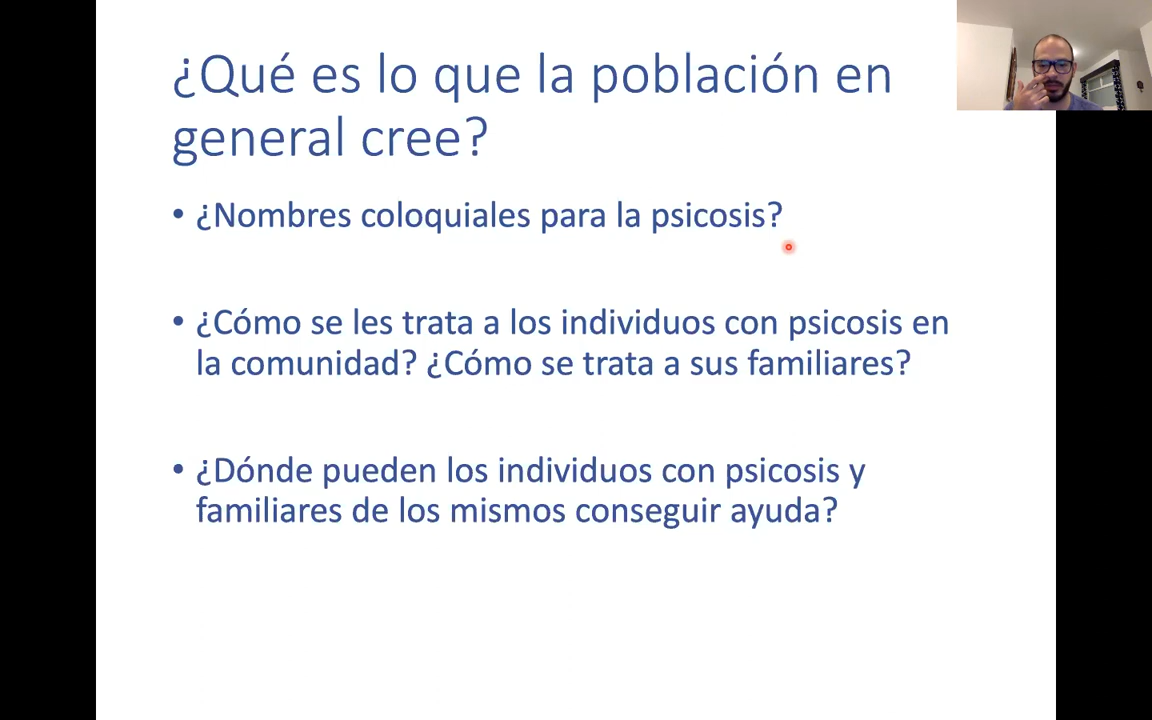 ¿Qué es lo que la población en
general cree?
• ¿Nombres coloquiales para la psicosis?
• ¿Cómo se les trata a los individuos con psicosis en
la comunidad? ¿Cómo se trata a sus familiares?
• ¿Dónde pueden los individuos con psicosis y
familiares de los mismos conseguir ayuda?